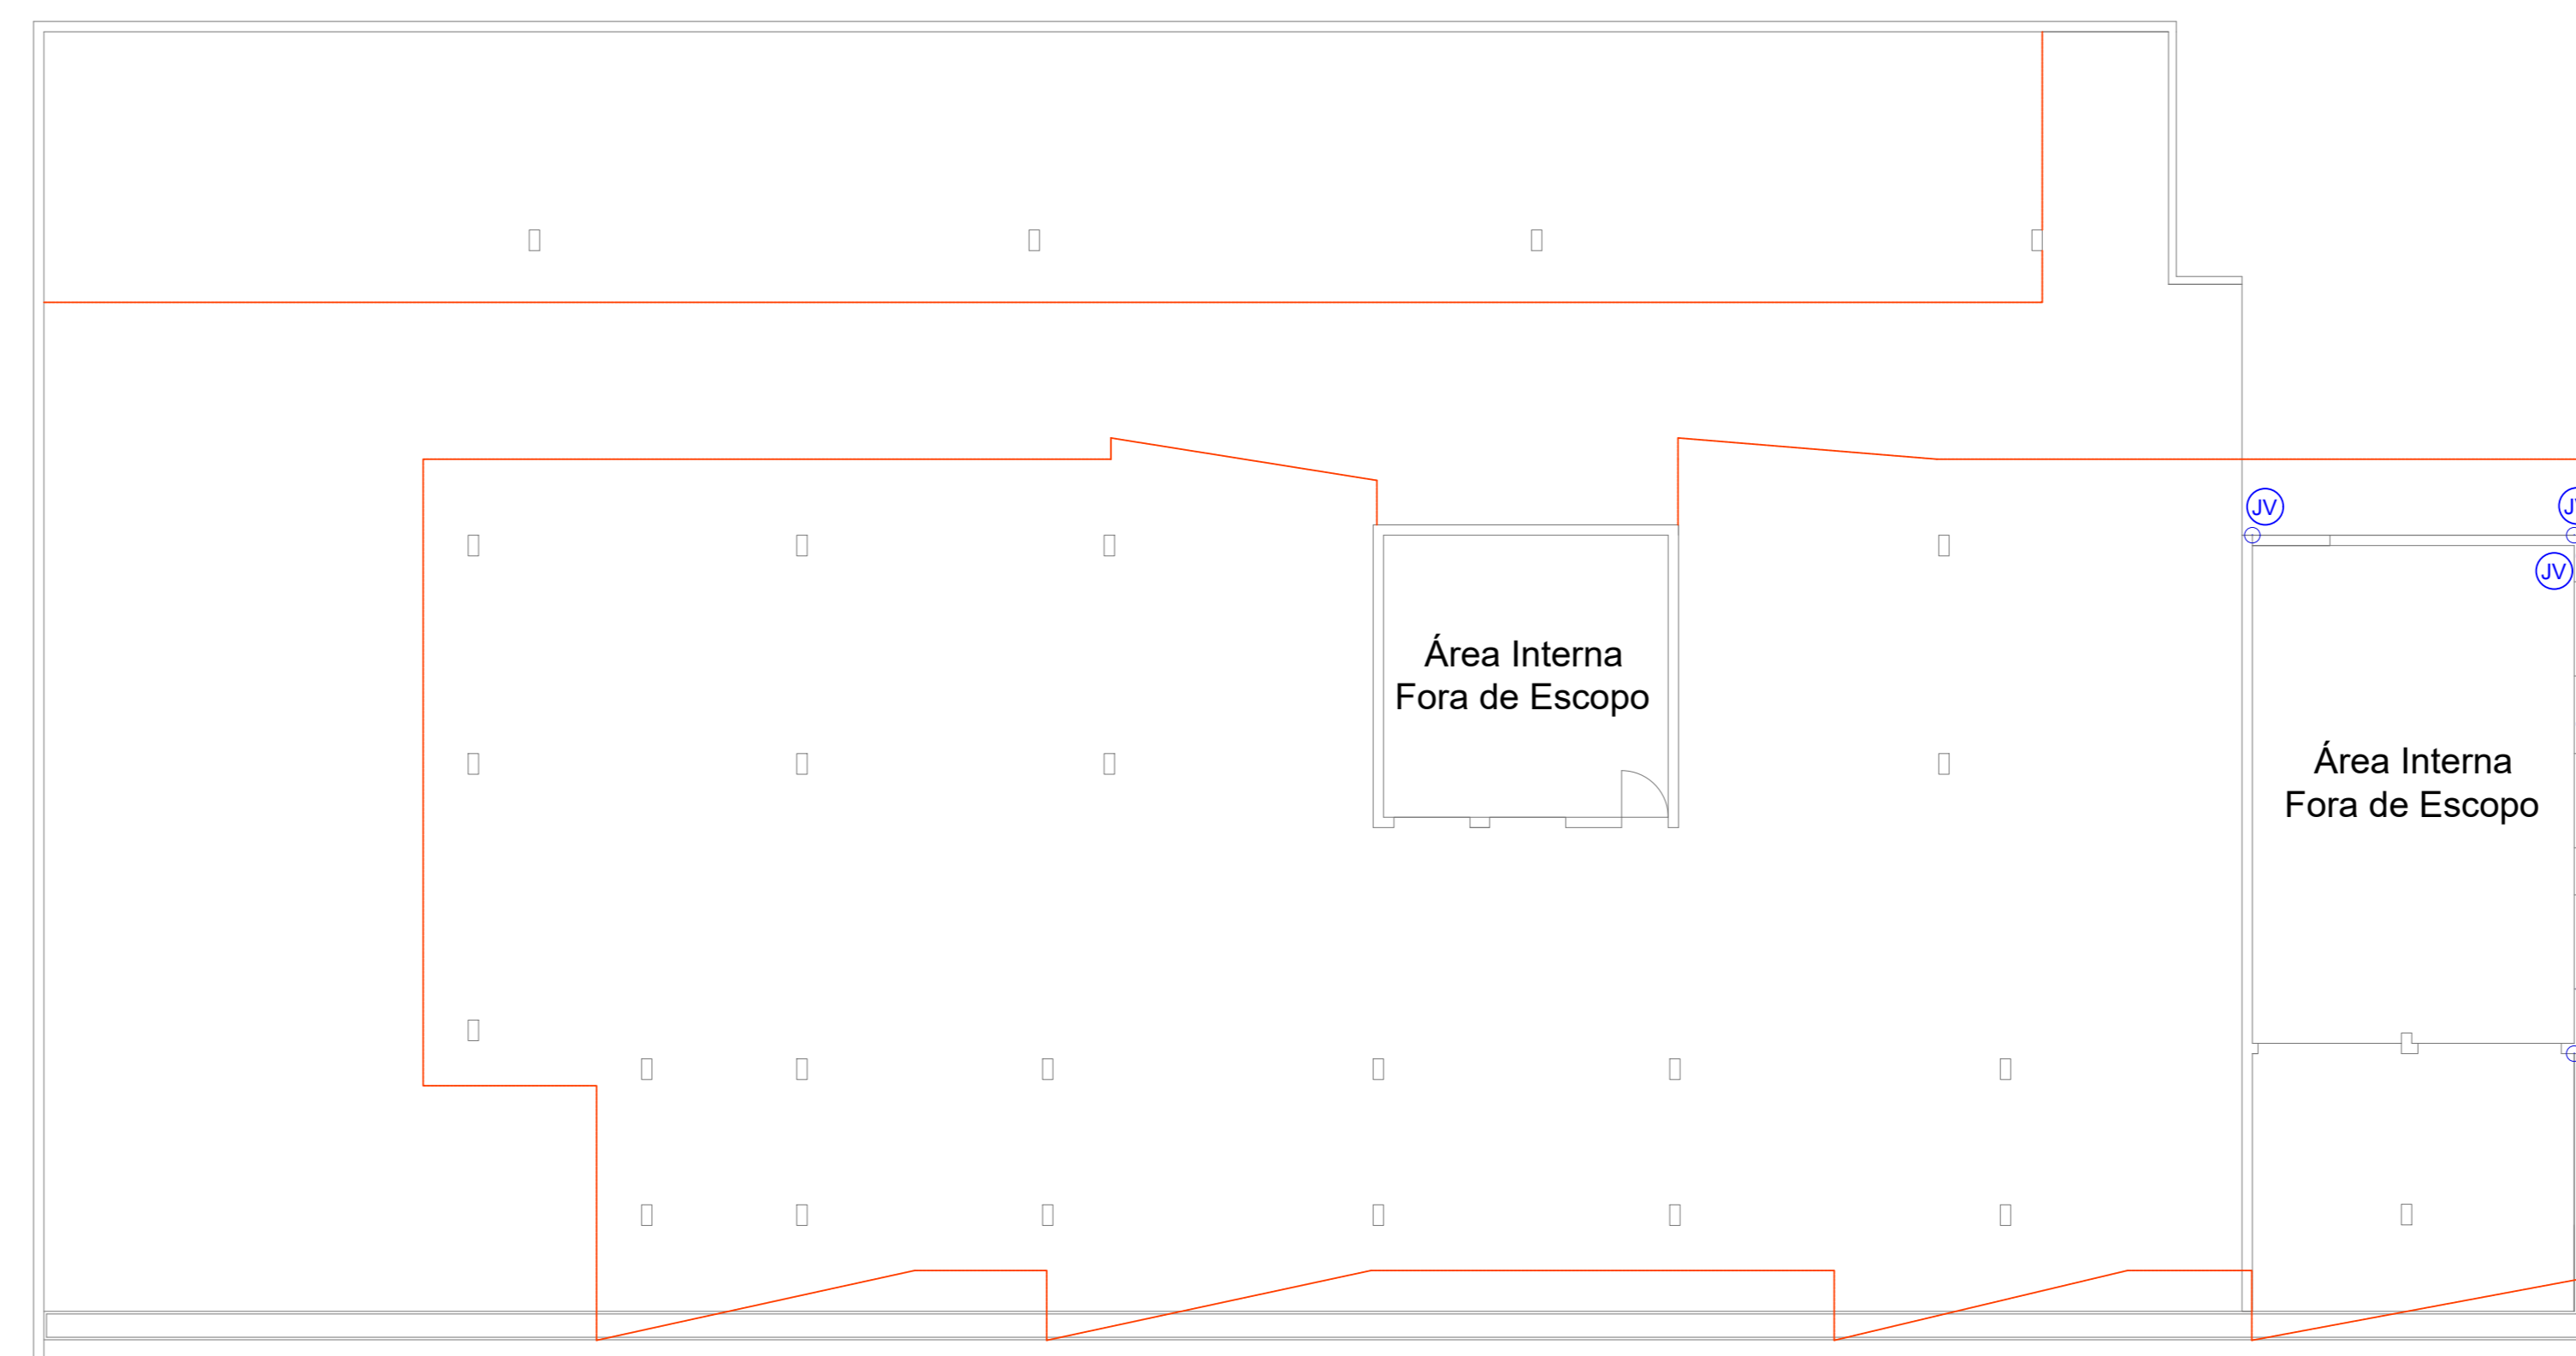 JV
JV
Área Interna
Fora de Escopo
Área Interna
Fora de Escopo